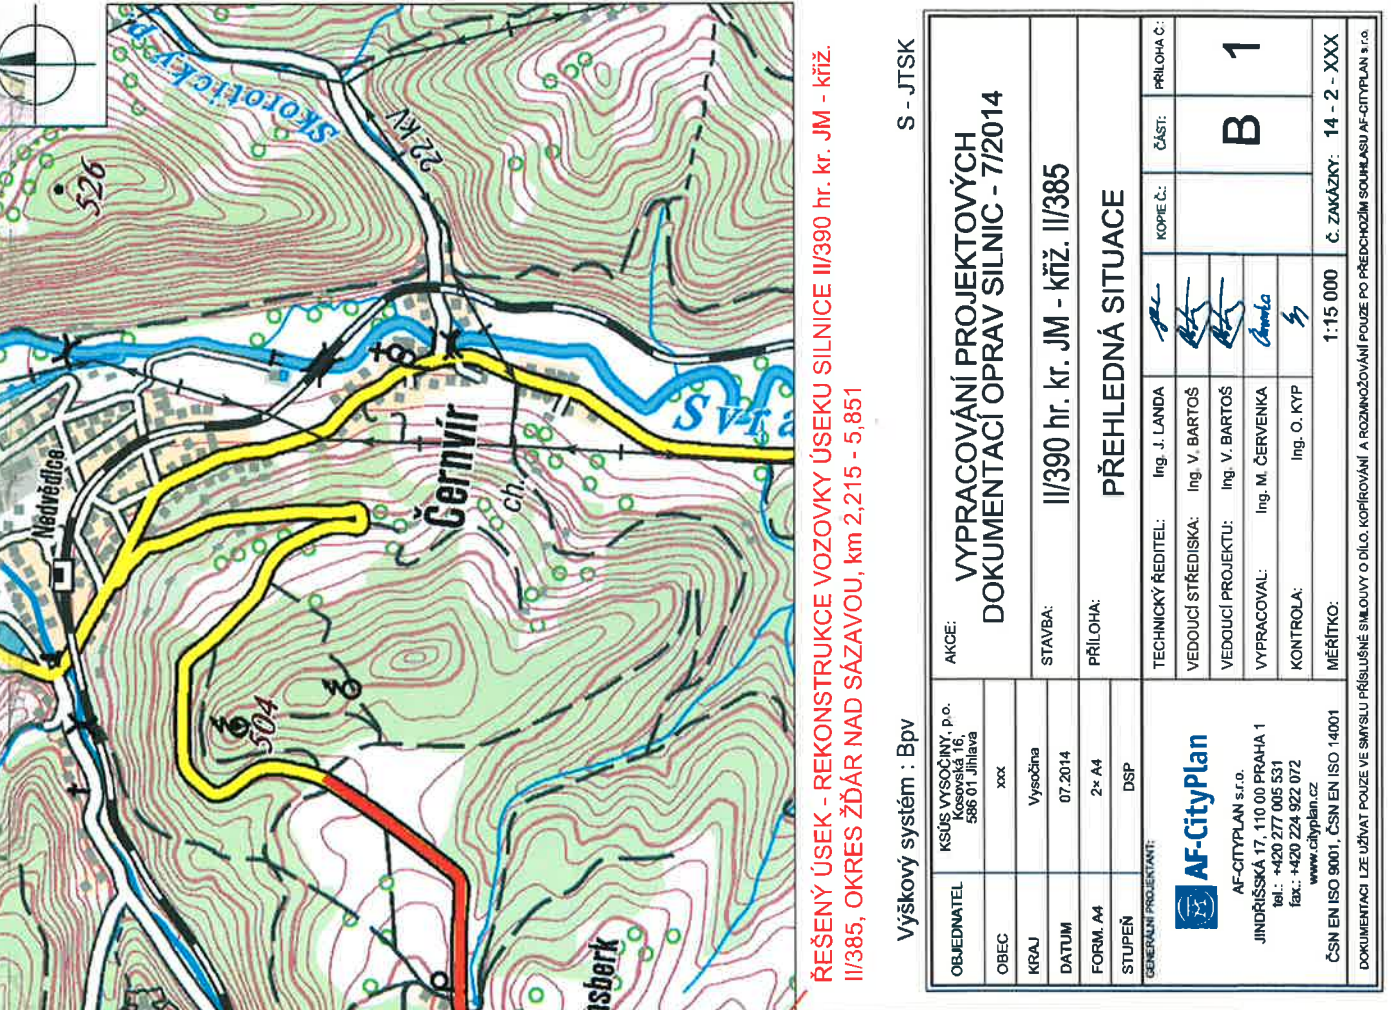 Skorotický p.
526
22 kV
Nedvědice
Černvír
ch.
504
ŘEŠENÝ ÚSEK - REKONSTRUKCE VOZOVKY ÚSEKU SILNICE II/390 hr. kr. JM - křiž.
II/385, OKRES ŽĎÁR NAD SÁZAVOU, km 2,215 - 5,851
Výškový systém : Bpv
S - JTSK
OBJEDNATEL
KSÚS VYSOČINY, p.o.
Kosovská 16,
586 01 Jihlava
OBEC
xxx
KRAJ
Vysočina
DATUM
07.2014
FORM. A4
2× A4
STUPEŇ
DSP
AKCE:
VYPRACOVÁNÍ PROJEKTOVÝCH
DOKUMENTACÍ OPRAV SILNIC - 7/2014
STAVBA:
II/390 hr. kr. JM - křiž. II/385
PŘÍLOHA:
PŘEHLEDNÁ SITUACE
GENERÁLNÍ PROJEKTANT:
AF-CityPlan
AF-CITYPLAN s.r.o.
JINDŘIŠSKÁ 17, 110 00 PRAHA 1
tel.: +420 277 005 531
fax.: +420 224 922 072
www.cityplan.cz
ČSN EN ISO 9001, ČSN EN ISO 14001
TECHNICKÝ ŘEDITEL: Ing. J. LANDA
VEDOUCÍ STŘEDISKA: Ing. V. BARTOŠ
VEDOUCÍ PROJEKTU: Ing. V. BARTOŠ
VYPRACOVAL: Ing. M. ČERVENKA
KONTROLA: Ing. O. KYP
MĚŘÍTKO: 1:15 000
KOPIE Č.:
ČÁST:
PŘÍLOHA Č.:
B
1
Č. ZAKÁZKY: 14 - 2 - XXX
DOKUMENTACI LZE UŽÍVAT POUZE VE SMYSLU PŘÍSLUŠNÉ SMLOUVY O DÍLO. KOPÍROVÁNÍ A ROZMNOŽOVÁNÍ POUZE PO PŘEDCHOZÍM SOUHLASU AF-CITYPLAN s.r.o.